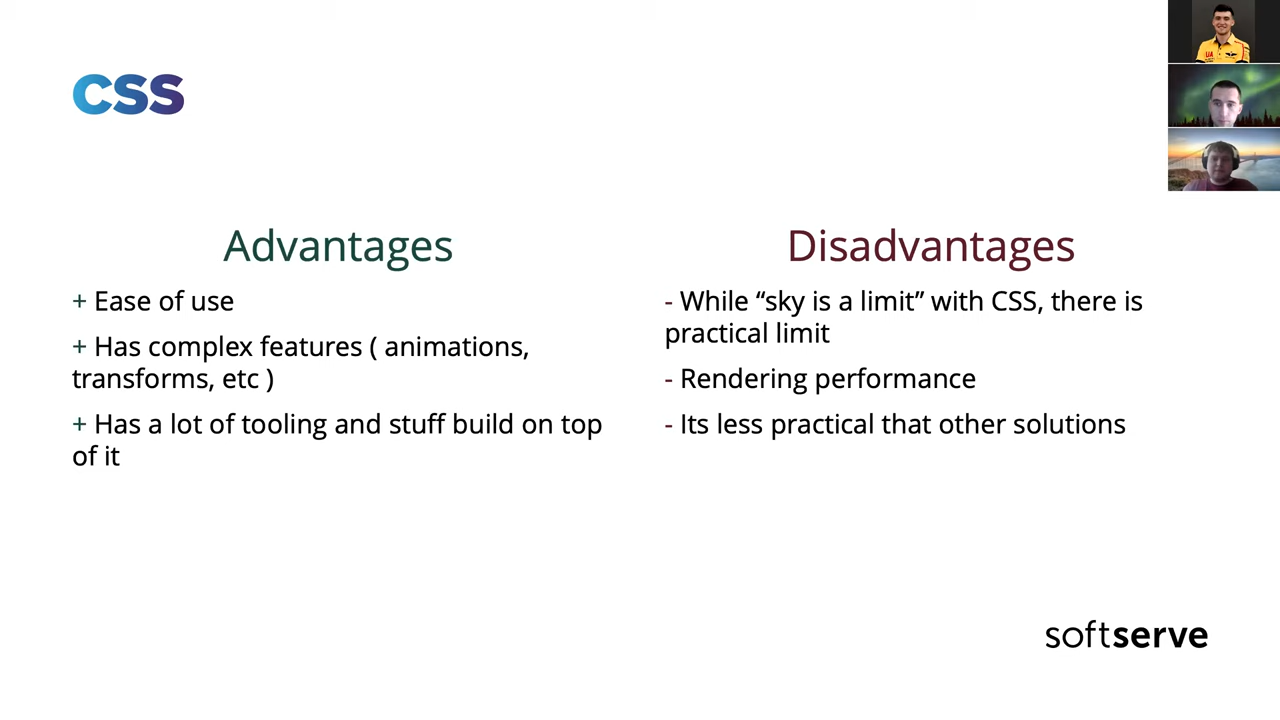 CSS
Advantages
+ Ease of use
+ Has complex features ( animations,
transforms, etc )
+ Has a lot of tooling and stuff build on top
of it
Disadvantages
- While “sky is a limit” with CSS, there is
practical limit
- Rendering performance
- Its less practical that other solutions
softserve
UA